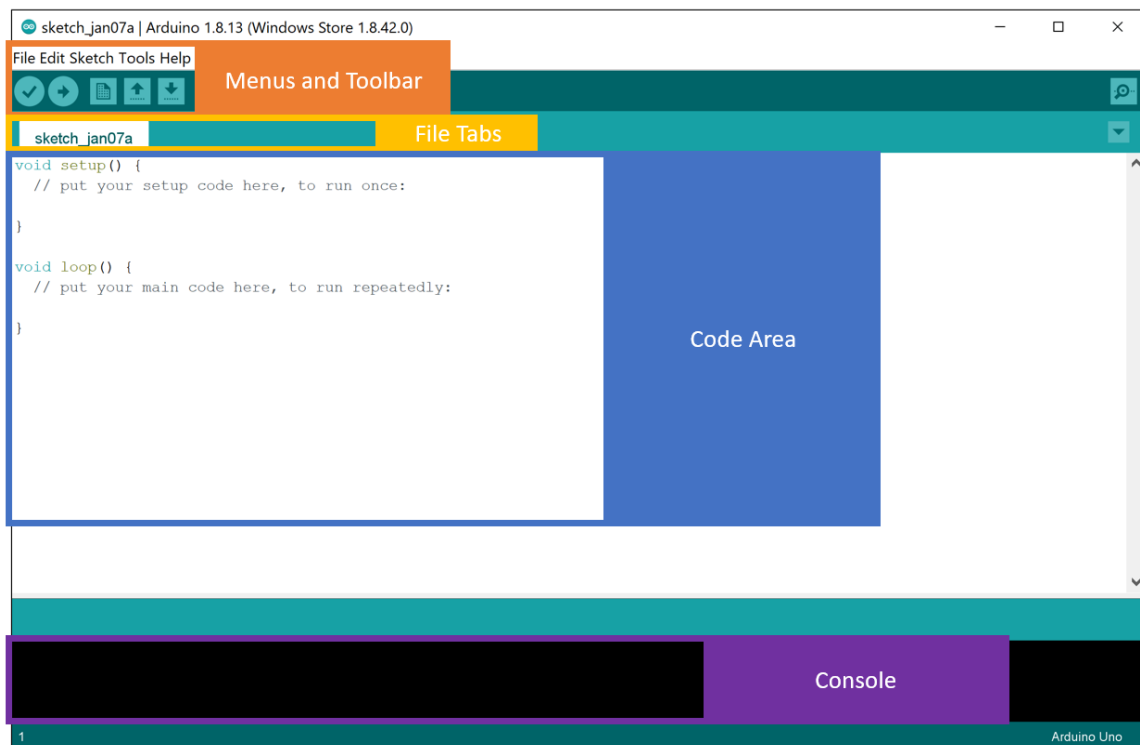 sketch_jan07a | Arduino 1.8.13 (Windows Store 1.8.42.0)
File Edit Sketch Tools Help
Menus and Toolbar
sketch_jan07a
File Tabs
void setup() {
  // put your setup code here, to run once:
}
void loop() {
  // put your main code here, to run repeatedly:
}
Code Area
Console
1
Arduino Uno